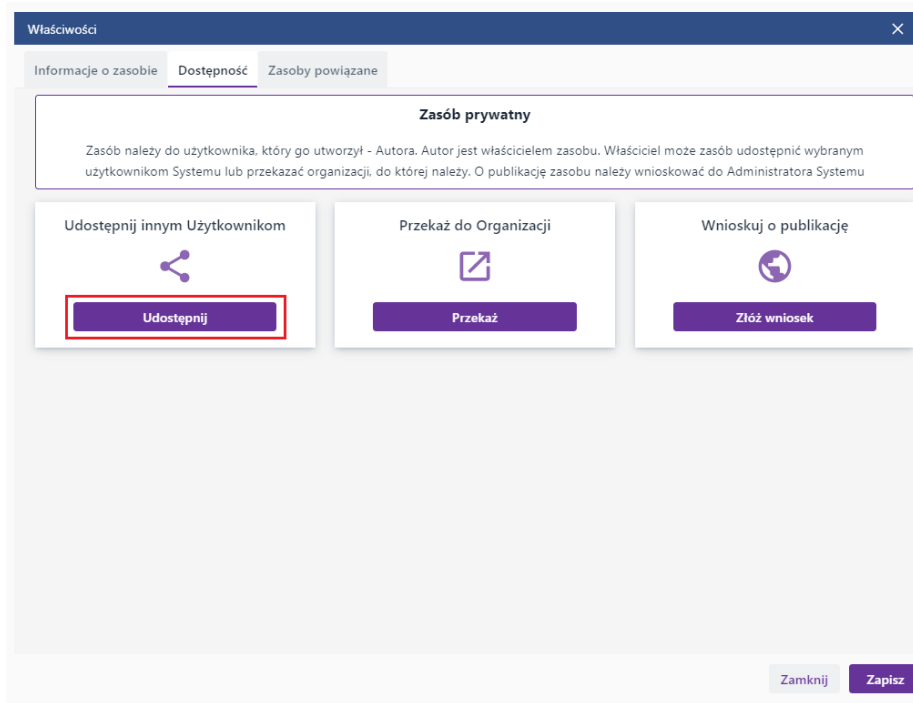 Właściwości
Informacje o zasobie Dostępność Zasoby powiązane
Zasób prywatny
Zasób należy do użytkownika, który go utworzył - Autora. Autor jest właścicielem zasobu. Właściciel może zasób udostępnić wybranym
użytkownikom Systemu lub przekazać organizacji, do której należy. O publikację zasobu należy wnioskować do Administratora Systemu
Udostępnij innym Użytkownikom
Udostępnij
Przekaż do Organizacji
Przekaż
Wnioskuj o publikację
Złóż wniosek
Zamknij
Zapisz